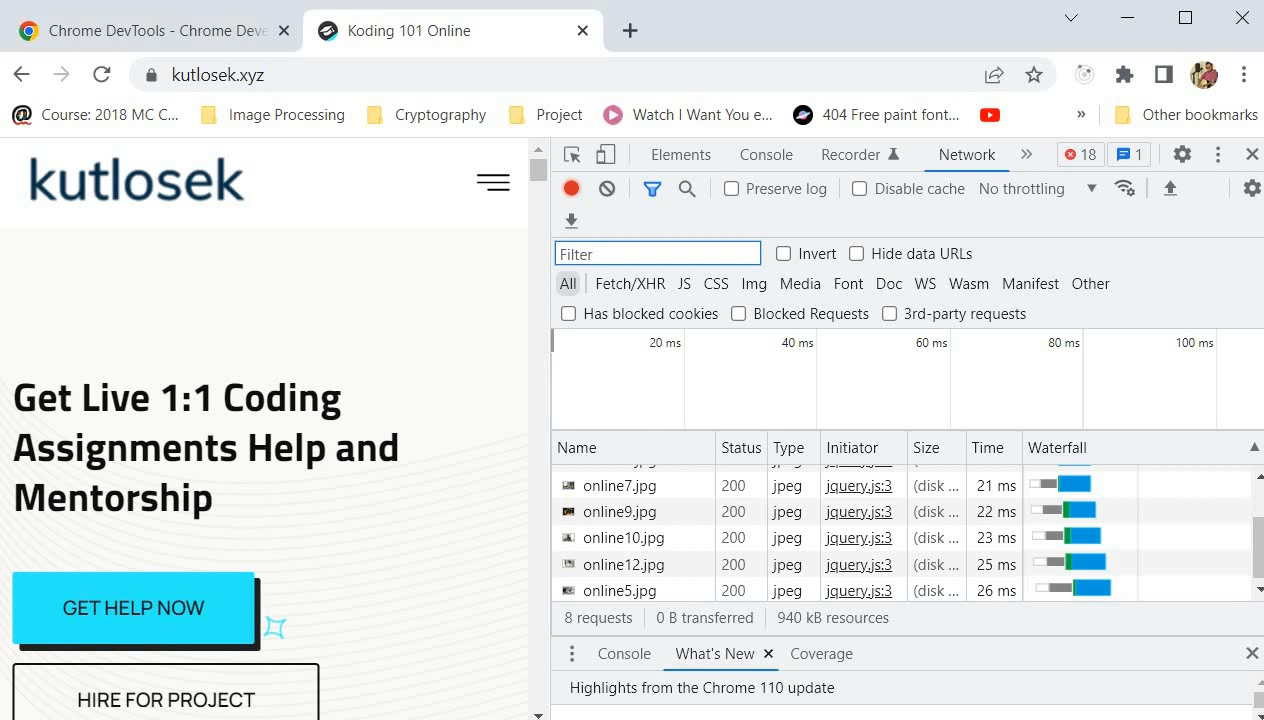 Chrome DevTools - Chrome Deve
Koding 101 Online
kutlosek.xyz
Course: 2018 MC C...
Image Processing
Cryptography
Project
Watch I Want You e...
404 Free paint font...
»
Other bookmarks
kutlosek
Get Live 1:1 Coding
Assignments Help and
Mentorship
GET HELP NOW
HIRE FOR PROJECT
Elements Console Recorder Network » 18 1
Preserve log Disable cache No throttling
Filter Invert Hide data URLs
All Fetch/XHR JS CSS Img Media Font Doc WS Wasm Manifest Other
Has blocked cookies Blocked Requests 3rd-party requests
20 ms 40 ms 60 ms 80 ms 100 ms
Name Status Type Initiator Size Time Waterfall
online7.jpg 200 jpeg jquery.js:3 (disk ... 21 ms
online9.jpg 200 jpeg jquery.js:3 (disk ... 22 ms
online10.jpg 200 jpeg jquery.js:3 (disk ... 23 ms
online12.jpg 200 jpeg jquery.js:3 (disk ... 25 ms
online5.jpg 200 jpeg jquery.js:3 (disk ... 26 ms
8 requests 0 B transferred 940 kB resources
Console What's New Coverage
Highlights from the Chrome 110 update